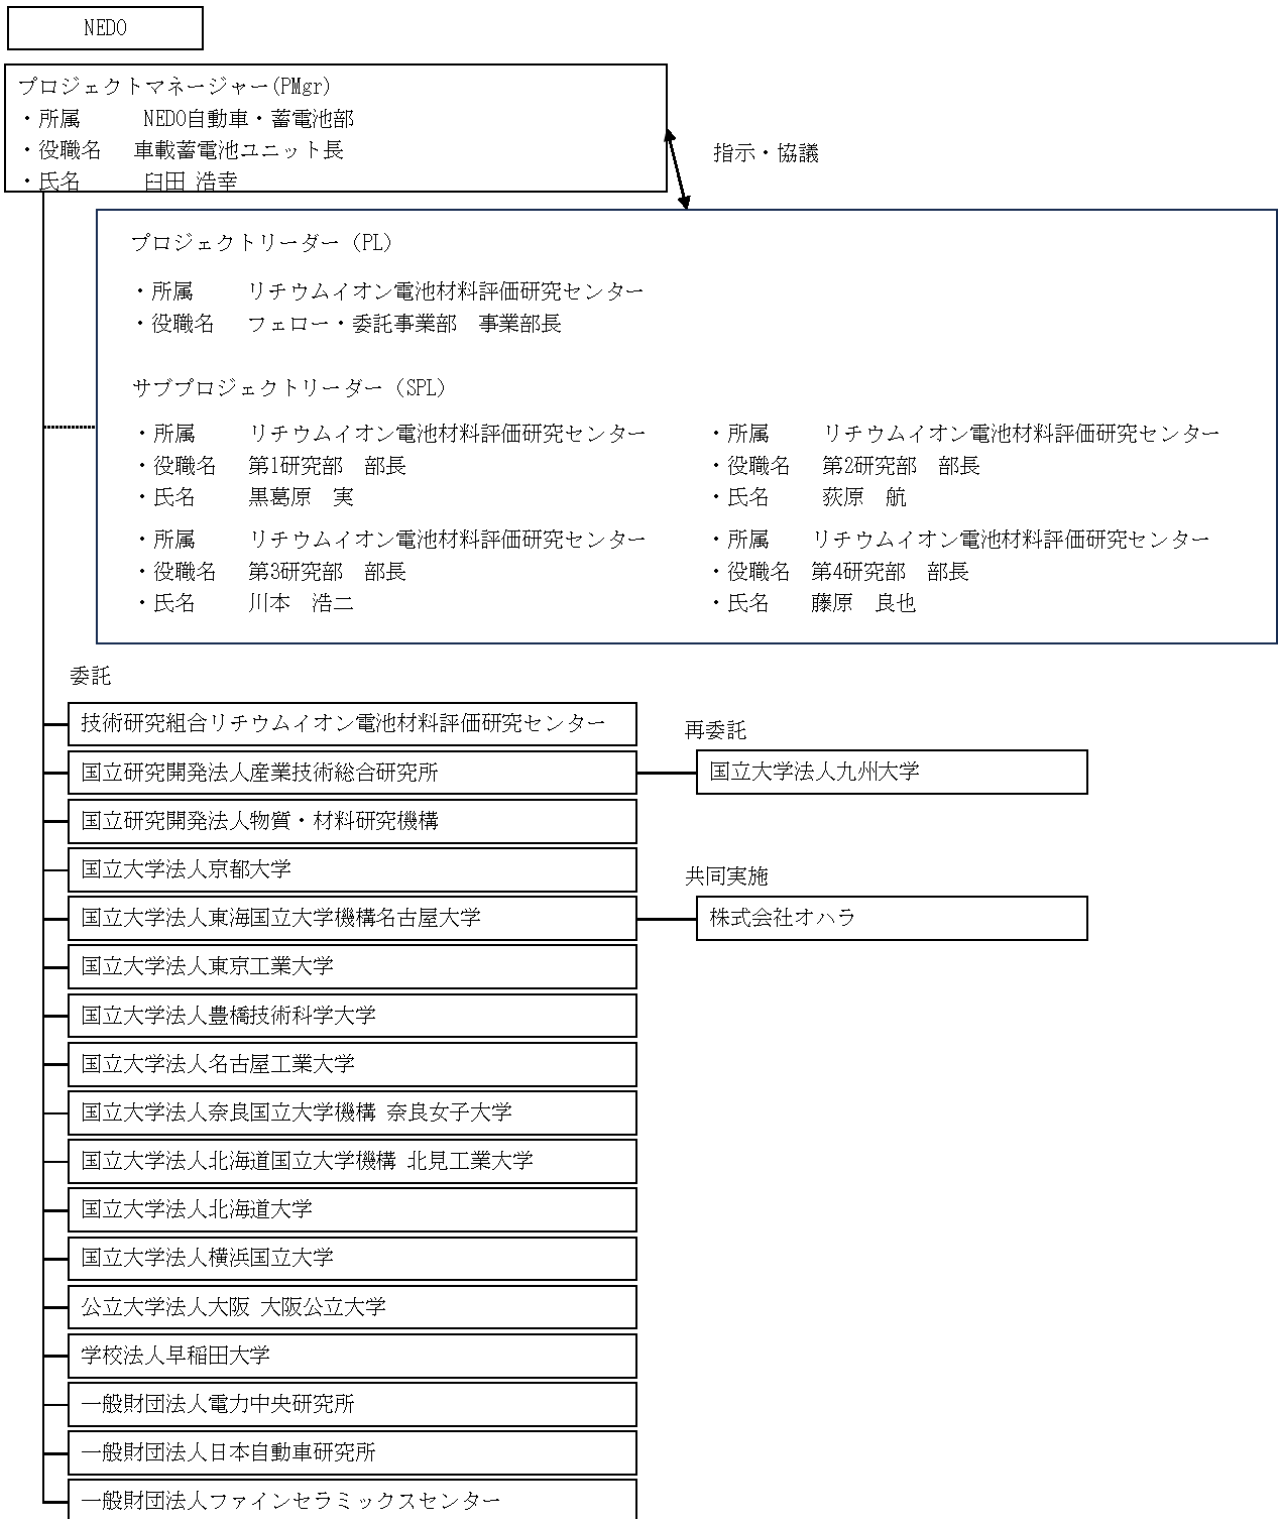 NEDO
プロジェクトマネージャー(PMgr)
・所属 NEDO自動車・蓄電池部
・役職名 車載蓄電池ユニット長
・氏名 臼田 浩幸
指示・協議
プロジェクトリーダー（PL）
・所属 リチウムイオン電池材料評価研究センター
・役職名 フェロー・委託事業部 事業部長
サブプロジェクトリーダー（SPL）
・所属 リチウムイオン電池材料評価研究センター
・役職名 第1研究部 部長
・氏名 黒葛原 実
・所属 リチウムイオン電池材料評価研究センター
・役職名 第2研究部 部長
・氏名 荻原 航
・所属 リチウムイオン電池材料評価研究センター
・役職名 第3研究部 部長
・氏名 川本 浩二
・所属 リチウムイオン電池材料評価研究センター
・役職名 第4研究部 部長
・氏名 藤原 良也
委託
技術研究組合リチウムイオン電池材料評価研究センター
再委託
国立研究開発法人産業技術総合研究所
国立大学法人九州大学
国立研究開発法人物質・材料研究機構
国立大学法人京都大学
共同実施
国立大学法人東海国立大学機構名古屋大学
株式会社オハラ
国立大学法人東京工業大学
国立大学法人豊橋技術科学大学
国立大学法人名古屋工業大学
国立大学法人奈良国立大学機構 奈良女子大学
国立大学法人北海道国立大学機構 北見工業大学
国立大学法人北海道大学
国立大学法人横浜国立大学
公立大学法人大阪 大阪公立大学
学校法人早稲田大学
一般財団法人電力中央研究所
一般財団法人日本自動車研究所
一般財団法人ファインセラミックスセンター